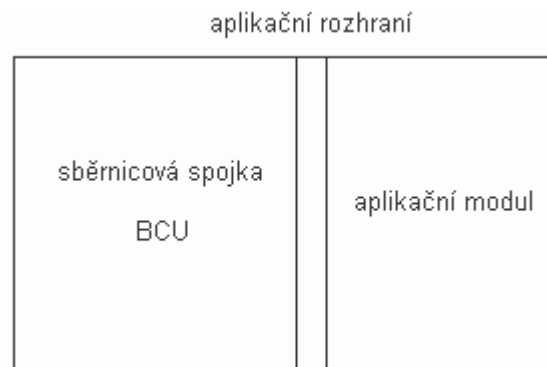 aplikační rozhraní
sběrnicová spojka
BCU
aplikační modul